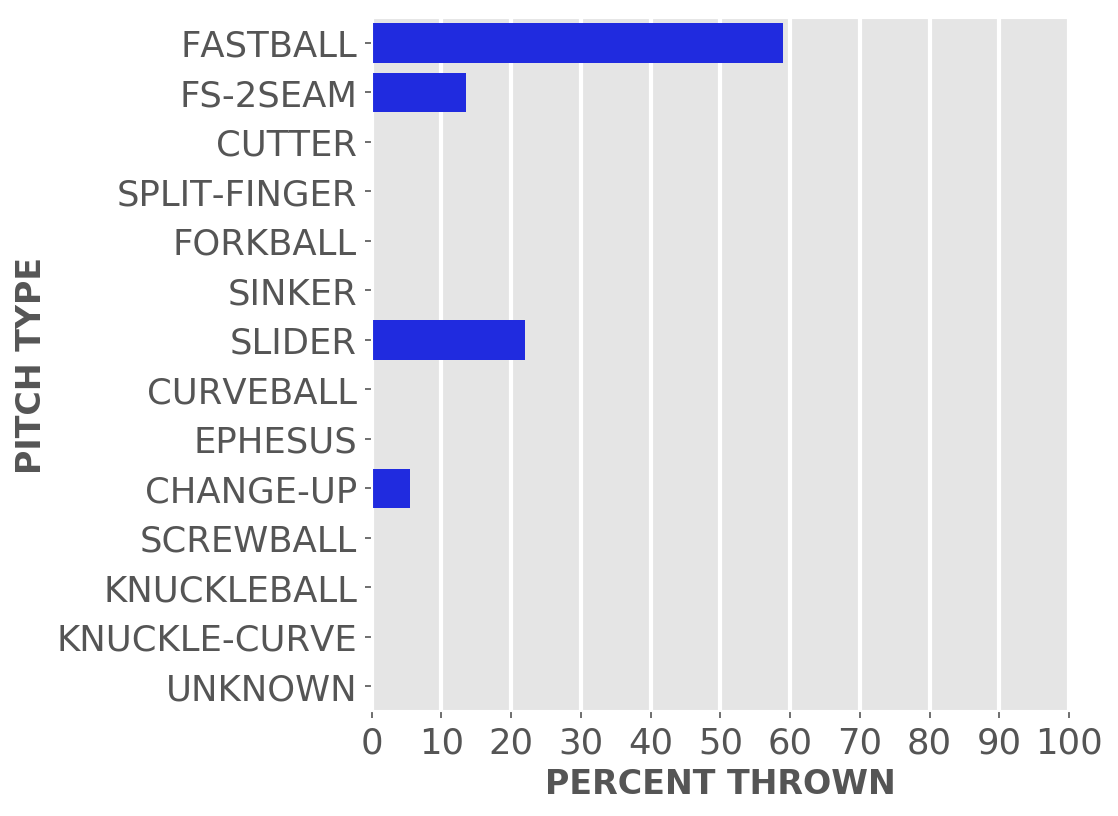 FASTBALL
FS-2SEAM
CUTTER
SPLIT-FINGER
FORKBALL
SINKER
SLIDER
CURVEBALL
EPHESUS
CHANGE-UP
SCREWBALL
KNUCKLEBALL
KNUCKLE-CURVE
UNKNOWN
PITCH TYPE
0 10 20 30 40 50 60 70 80 90 100
PERCENT THROWN